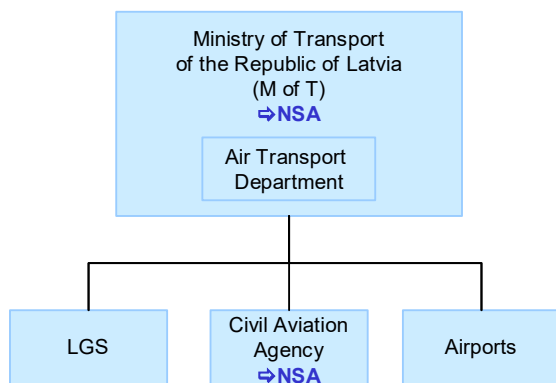 Ministry of Transport
of the Republic of Latvia
(M of T)
⇨NSA
Air Transport
Department
LGS
Civil Aviation
Agency
⇨NSA
Airports